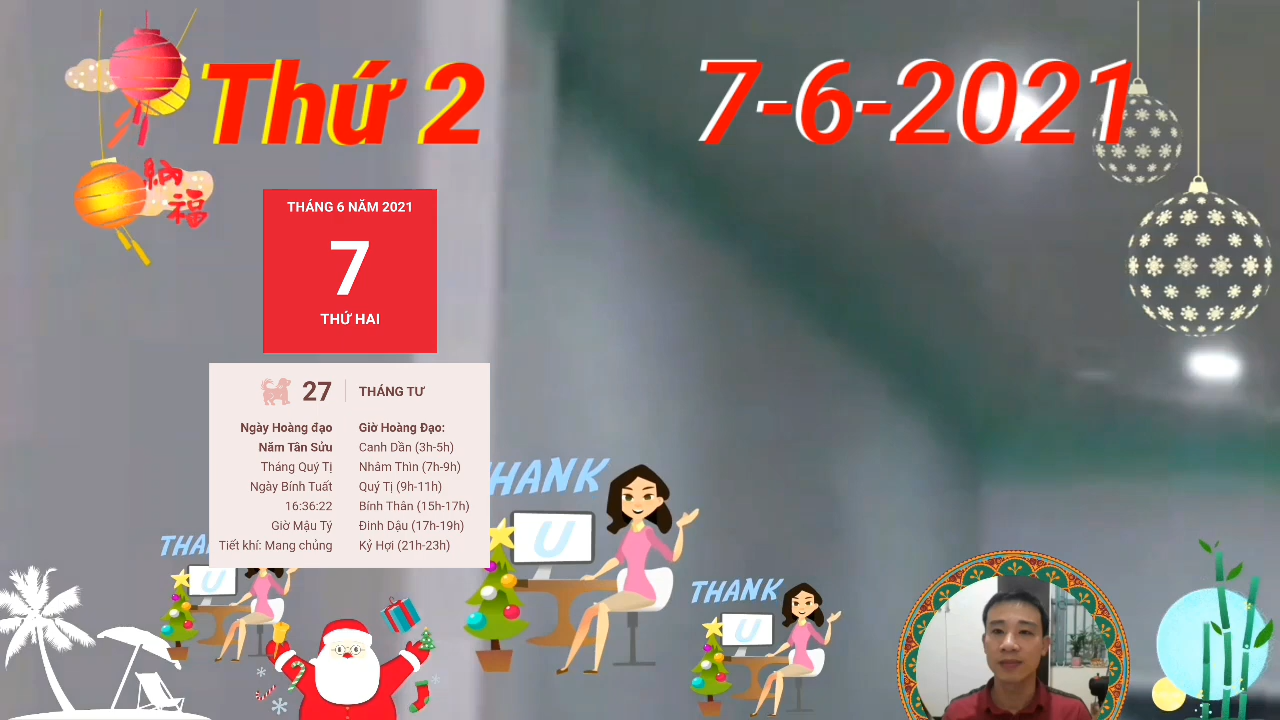 Thứ 2
7-6-2021
納
福
THÁNG 6 NĂM 2021
7
THỨ HAI
27
THÁNG TƯ
Ngày Hoàng đạo
Năm Tân Sửu
Tháng Quý Tị
Ngày Bính Tuất
16:36:22
Giờ Mậu Tý
Tiết khí: Mang chủng
Giờ Hoàng Đạo:
Canh Dần (3h-5h)
Nhâm Thìn (7h-9h)
Quý Tị (9h-11h)
Bính Thân (15h-17h)
Đinh Dậu (17h-19h)
Kỷ Hợi (21h-23h)
THANK
U
THANK
U
U